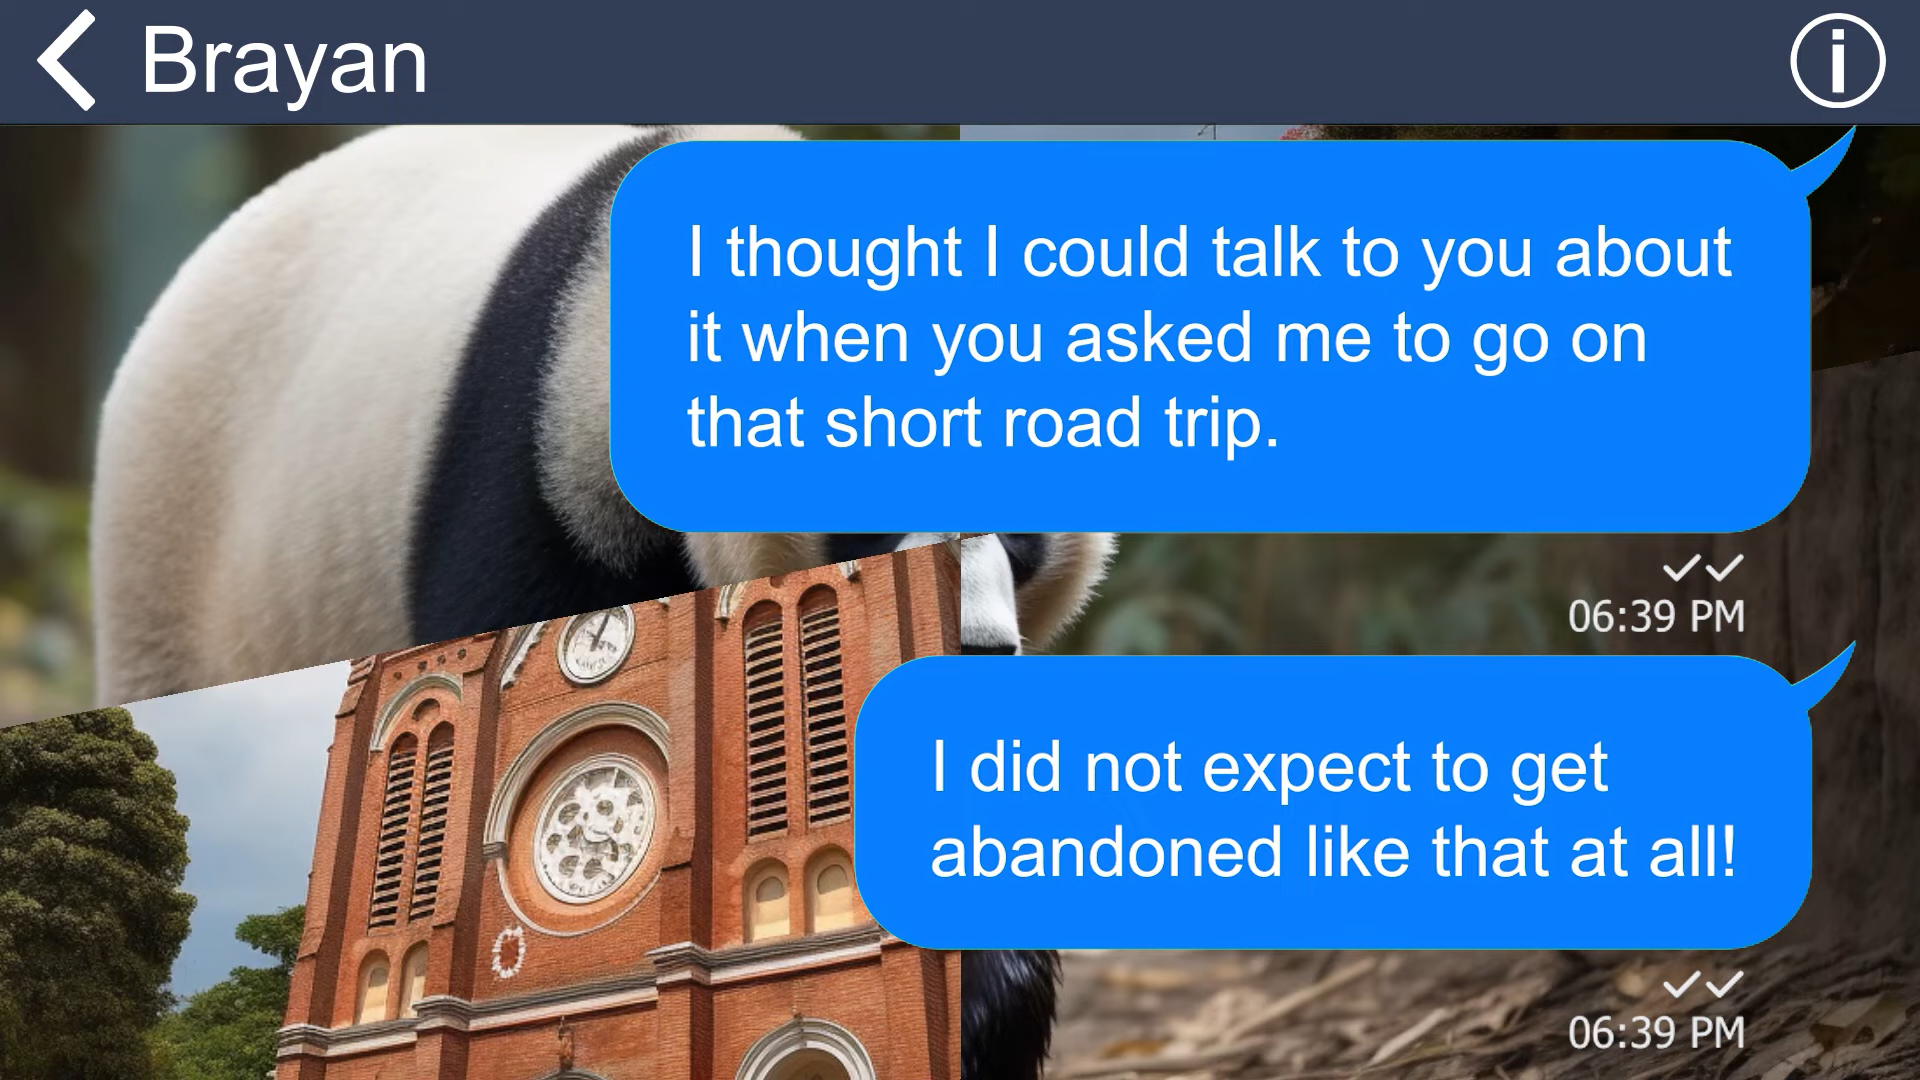 Brayan
I thought I could talk to you about
it when you asked me to go on
that short road trip.
06:39 PM
I did not expect to get
abandoned like that at all!
06:39 PM